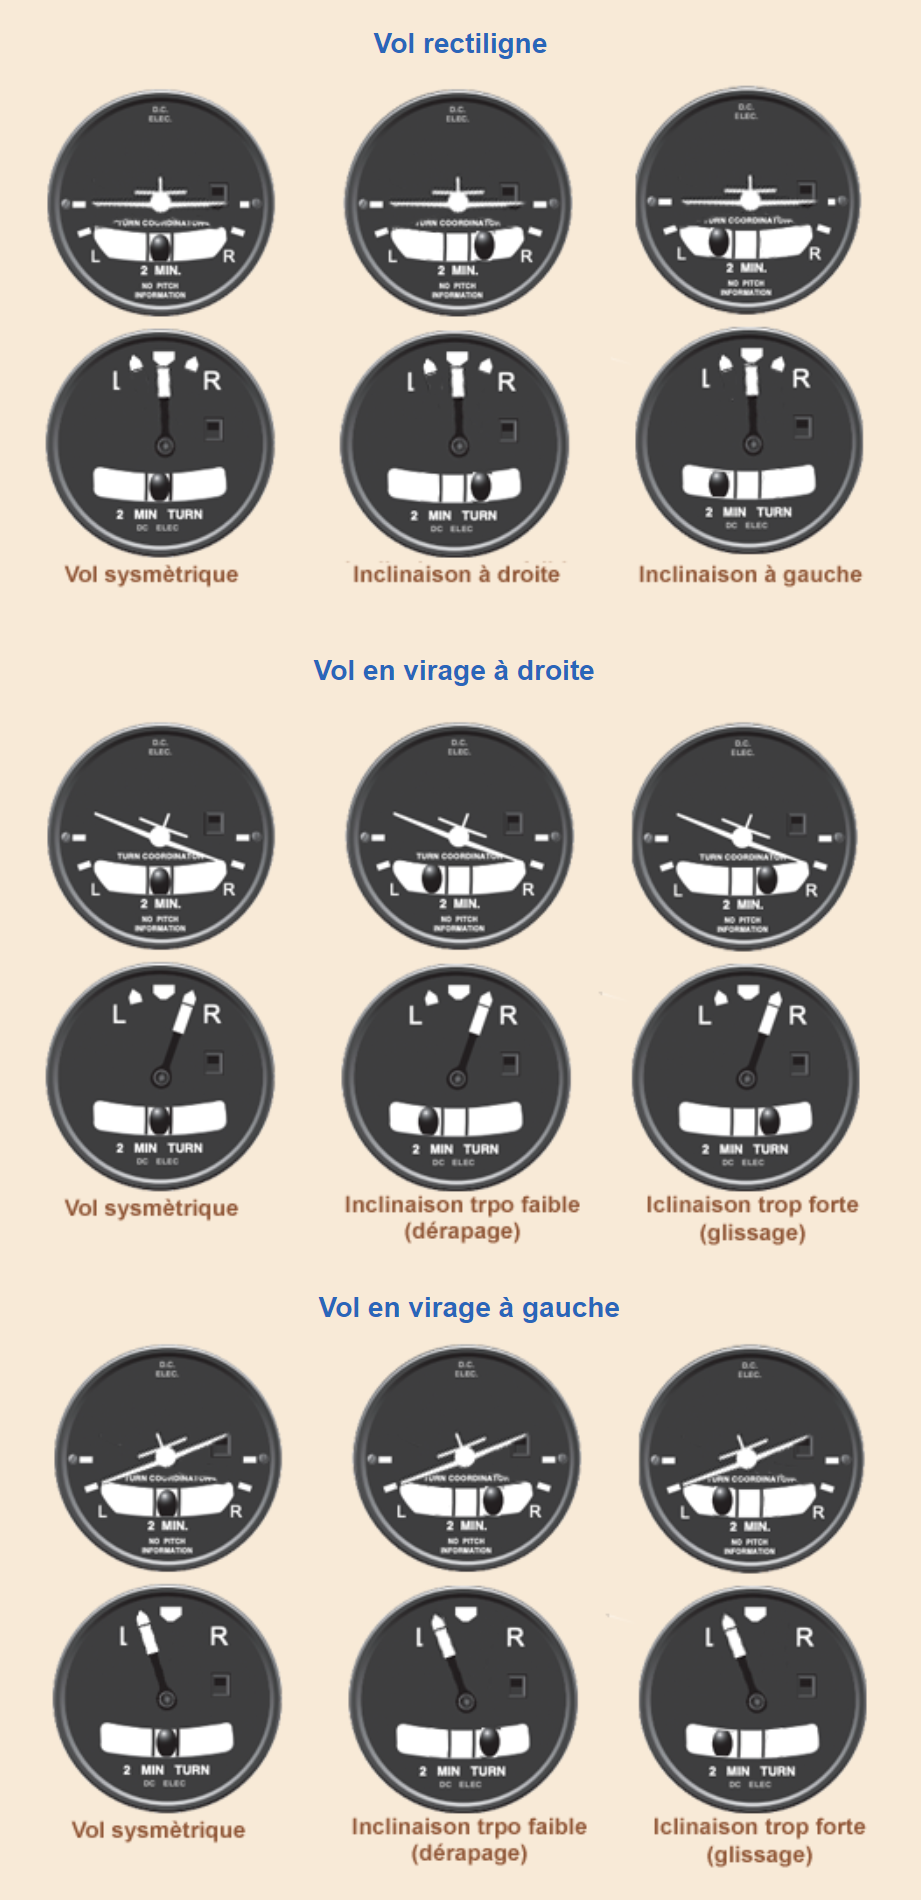 Vol rectiligne
D.C.
ELEC.
TURN COORDINATOR
L R
2 MIN.
NO PITCH
INFORMATION
D.C.
ELEC.
TURN COORDINATOR
L R
2 MIN.
NO PITCH
INFORMATION
D.C.
ELEC.
TURN COORDINATOR
L R
2 MIN.
NO PITCH
INFORMATION
L R
2 MIN TURN
DC ELEC
L R
2 MIN TURN
DC ELEC
L R
2 MIN TURN
DC ELEC
Vol sysmètrique
Inclinaison à droite
Inclinaison à gauche
Vol en virage à droite
D.C.
ELEC.
TURN COORDINATOR
L R
2 MIN.
NO PITCH
INFORMATION
D.C.
ELEC.
TURN COORDINATOR
L R
2 MIN.
NO PITCH
INFORMATION
D.C.
ELEC.
TURN COORDINATOR
L R
2 MIN.
NO PITCH
INFORMATION
L R
2 MIN TURN
DC ELEC
L R
2 MIN TURN
DC ELEC
L R
2 MIN TURN
DC ELEC
Vol sysmètrique
Inclinaison trpo faible
(dérapage)
Iclinaison trop forte
(glissage)
Vol en virage à gauche
D.C.
ELEC.
TURN COORDINATOR
L R
2 MIN.
NO PITCH
INFORMATION
D.C.
ELEC.
TURN COORDINATOR
L R
2 MIN.
NO PITCH
INFORMATION
D.C.
ELEC.
TURN COORDINATOR
L R
2 MIN.
NO PITCH
INFORMATION
L R
2 MIN TURN
DC ELEC
L R
2 MIN TURN
DC ELEC
L R
2 MIN TURN
DC ELEC
Vol sysmètrique
Inclinaison trpo faible
(dérapage)
Iclinaison trop forte
(glissage)